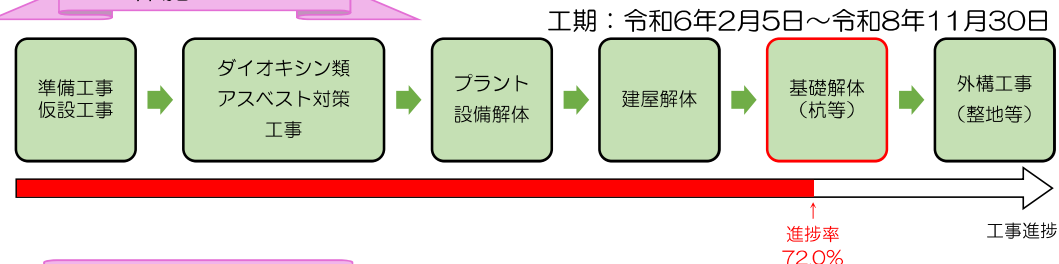 工期：令和6年2月5日～令和8年11月30日
準備工事
仮設工事
ダイオキシン類
アスベスト対策
工事
プラント
設備解体
建屋解体
基礎解体
（杭等）
外構工事
（整地等）
↑
進捗率
72.0%
工事進捗